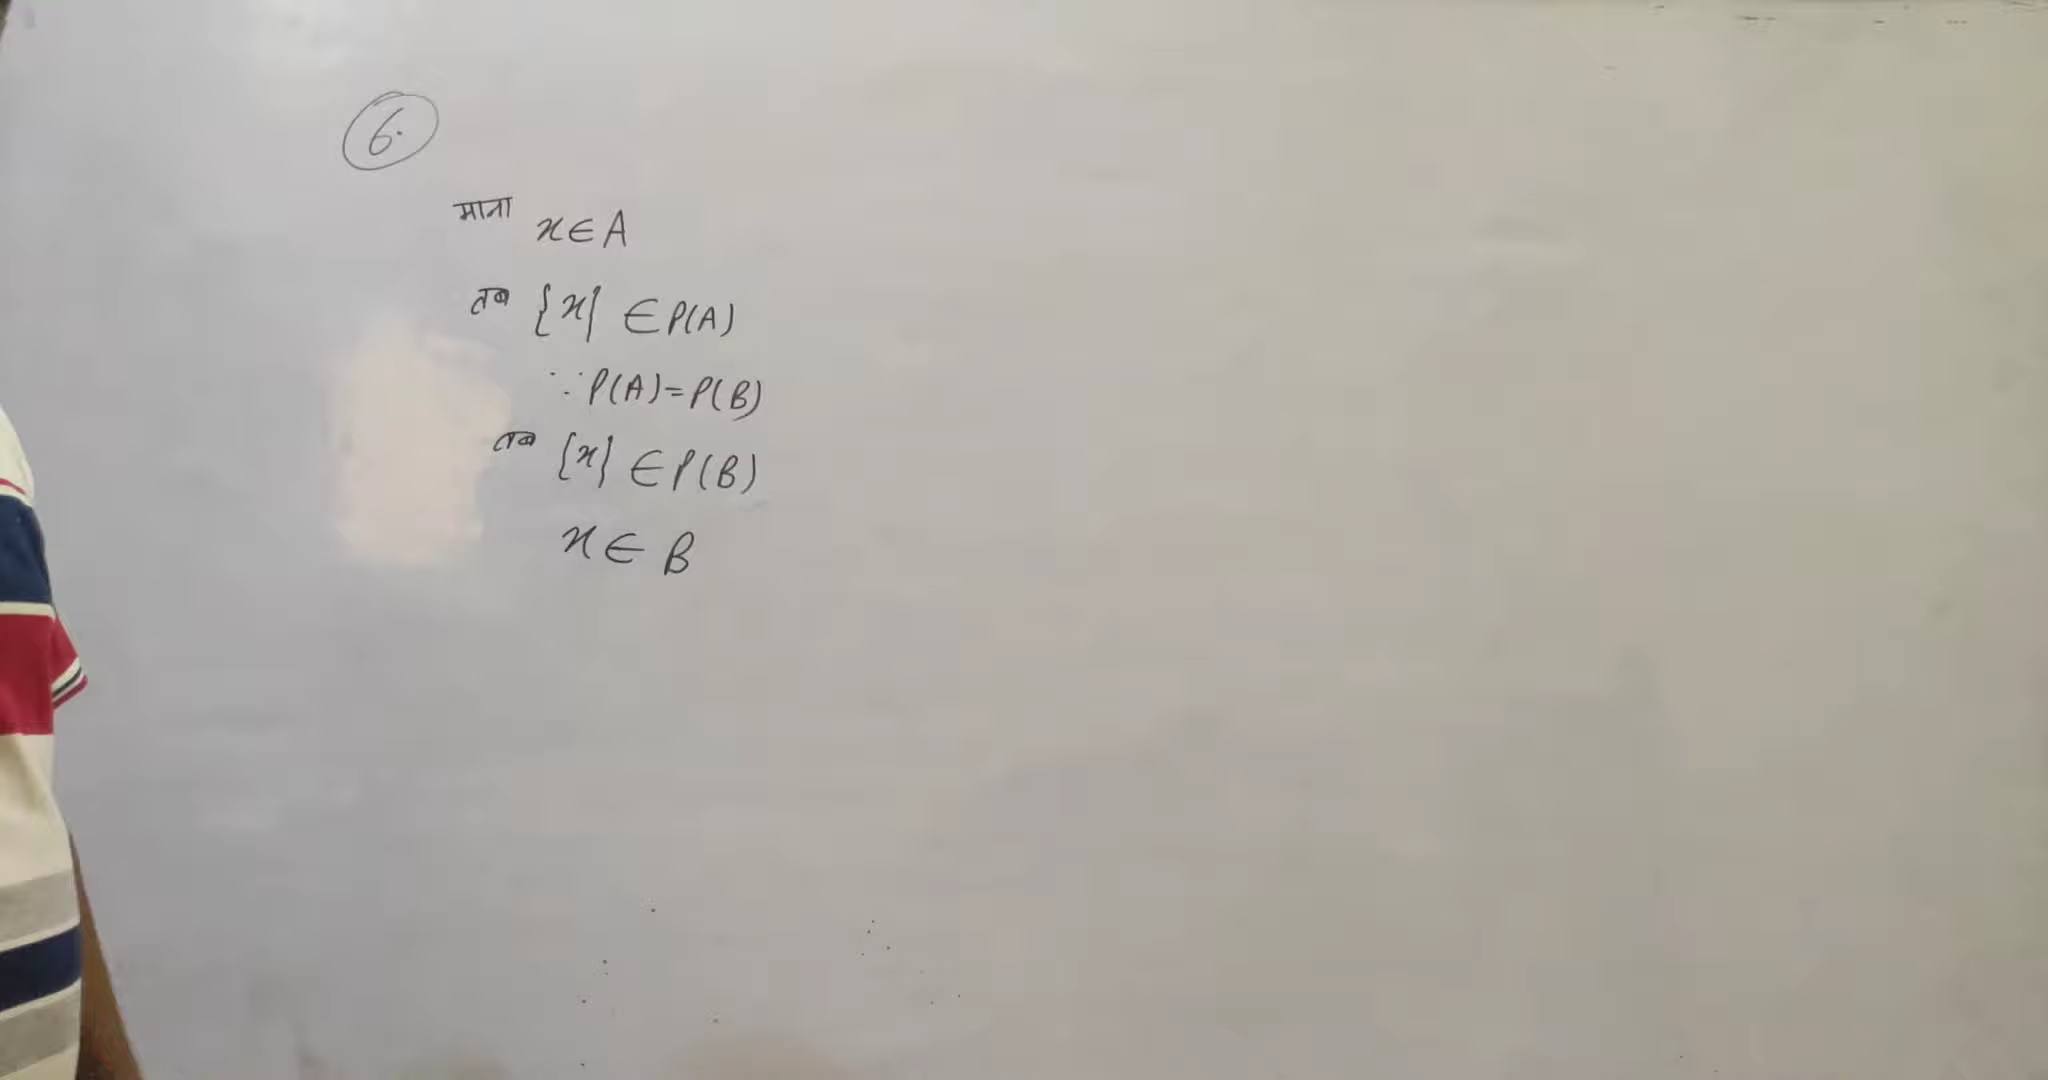 6.
माना x∈A
तब {x} ∈P(A)
∵ P(A)=P(B)
तब {x} ∈P(B)
x∈ B